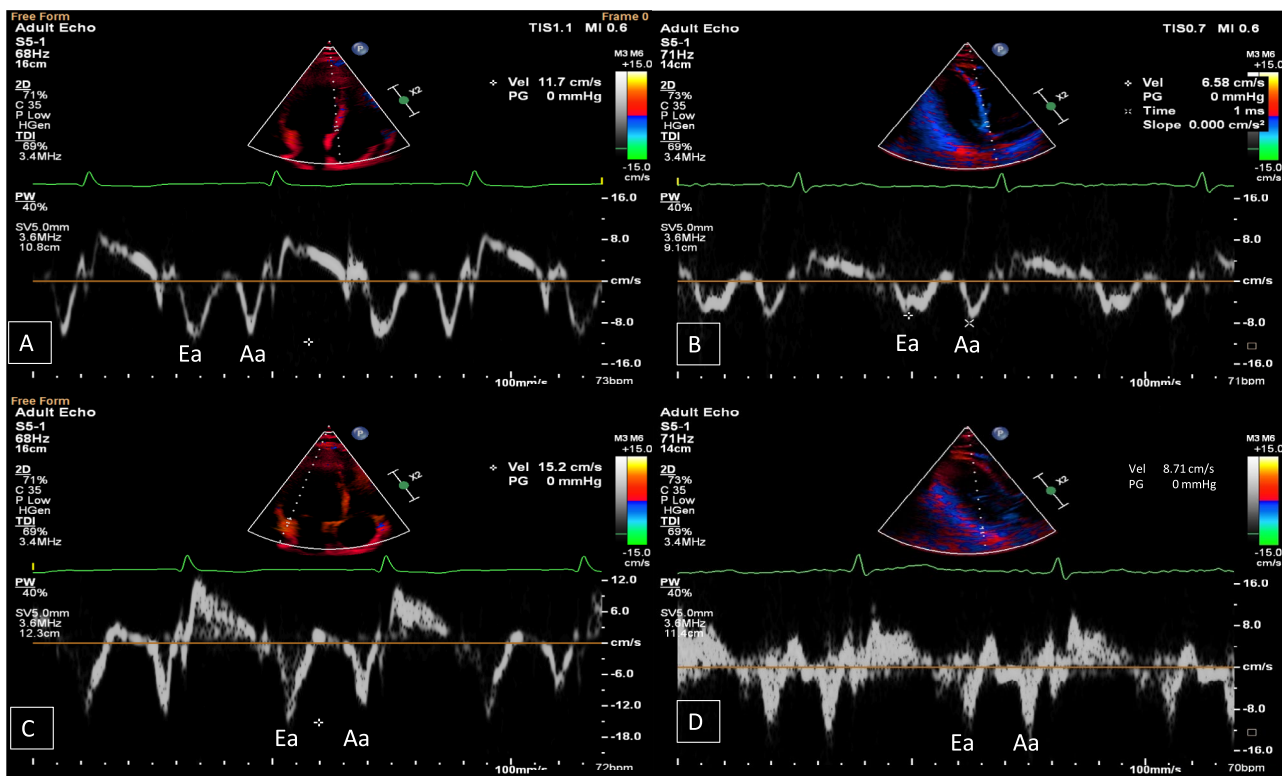 Free Form
Frame 0
Adult Echo
TIS1.1 MI 0.6
S5-1
68Hz
16cm
M3 M6
+15.0
P
X2
Vel 11.7 cm/s
PG 0 mmHg
2D
71%
C 35
P Low
HGen
TDI
69%
3.4MHz
-15.0
cm/s
PW
40%
16.0
SV5.0mm
3.6MHz
10.8cm
8.0
cm/s
-8.0
-16.0
A
Ea
Aa
100mm/s
73bpm
Adult Echo
TIS0.7 MI 0.6
S5-1
71Hz
14cm
M3 M6
+15.0
P
X2
Vel 6.58 cm/s
PG 0 mmHg
Time 1 ms
Slope 0.000 cm/s²
2D
73%
C 35
P Low
HGen
TDI
69%
3.4MHz
-15.0
cm/s
PW
40%
16.0
SV5.0mm
3.6MHz
9.1cm
8.0
cm/s
-8.0
-16.0
B
Ea
Aa
100mm/s
71bpm
Free Form
Adult Echo
S5-1
68Hz
16cm
M3 M6
+15.0
P
X2
Vel 15.2 cm/s
PG 0 mmHg
2D
71%
C 35
P Low
HGen
TDI
69%
3.4MHz
-15.0
cm/s
PW
40%
12.0
SV5.0mm
3.6MHz
12.3cm
6.0
cm/s
-6.0
-12.0
-18.0
C
Ea
Aa
100mm/s
72bpm
Adult Echo
S5-1
71Hz
14cm
M3 M6
+15.0
P
X2
Vel 8.71 cm/s
PG 0 mmHg
2D
73%
C 35
P Low
HGen
TDI
69%
3.4MHz
-15.0
cm/s
PW
40%
16.0
SV5.0mm
3.6MHz
11.4cm
8.0
cm/s
-8.0
-16.0
D
Ea
Aa
100mm/s
70bpm